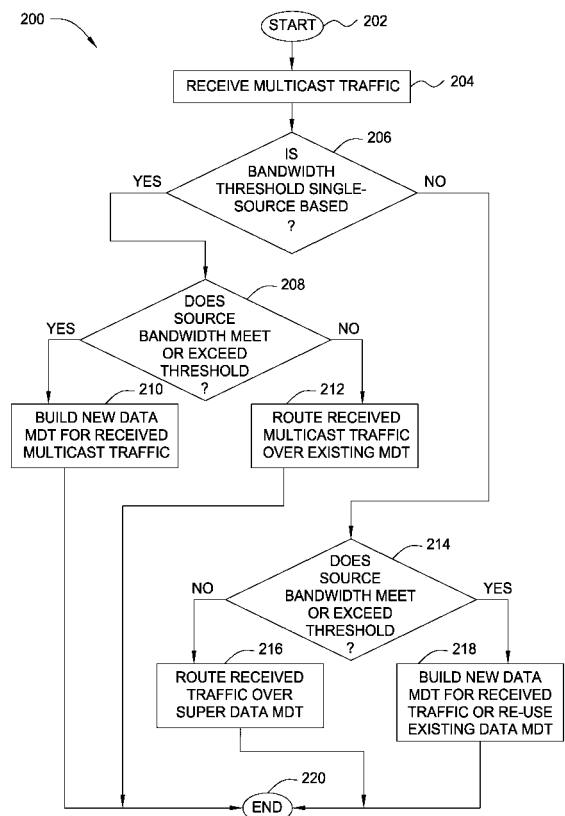 200
START
202
RECEIVE MULTICAST TRAFFIC
204
206
IS
BANDWIDTH
THRESHOLD SINGLE-
SOURCE BASED
?
YES
NO
208
DOES
SOURCE
BANDWIDTH MEET
OR EXCEED
THRESHOLD
?
YES
NO
210
BUILD NEW DATA
MDT FOR RECEIVED
MULTICAST TRAFFIC
212
ROUTE RECEIVED
MULTICAST TRAFFIC
OVER EXISTING MDT
214
DOES
SOURCE
BANDWIDTH MEET
OR EXCEED
THRESHOLD
?
NO
YES
216
ROUTE RECEIVED
TRAFFIC OVER
SUPER DATA MDT
218
BUILD NEW DATA
MDT FOR RECEIVED
TRAFFIC OR RE-USE
EXISTING DATA MDT
220
END